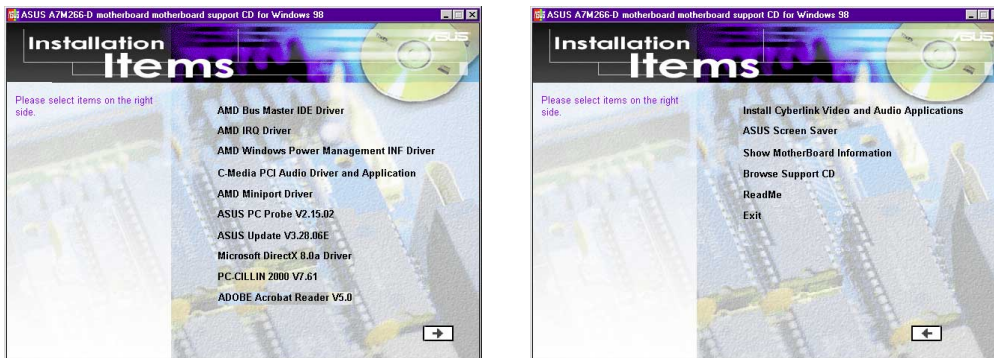 ASUS A7M266-D motherboard motherboard support CD for Windows 98
/SUS
Installation
Items
Please select items on the right
side.
AMD Bus Master IDE Driver
AMD IRQ Driver
AMD Windows Power Management INF Driver
C-Media PCI Audio Driver and Application
AMD Miniport Driver
ASUS PC Probe V2.15.02
ASUS Update V3.28.06E
Microsoft DirectX 8.0a Driver
PC-CILLIN 2000 V7.61
ADOBE Acrobat Reader V5.0
ASUS A7M266-D motherboard motherboard support CD for Windows 98
/SUS
Installation
Items
Please select items on the right
side.
Install Cyberlink Video and Audio Applications
ASUS Screen Saver
Show MotherBoard Information
Browse Support CD
ReadMe
Exit